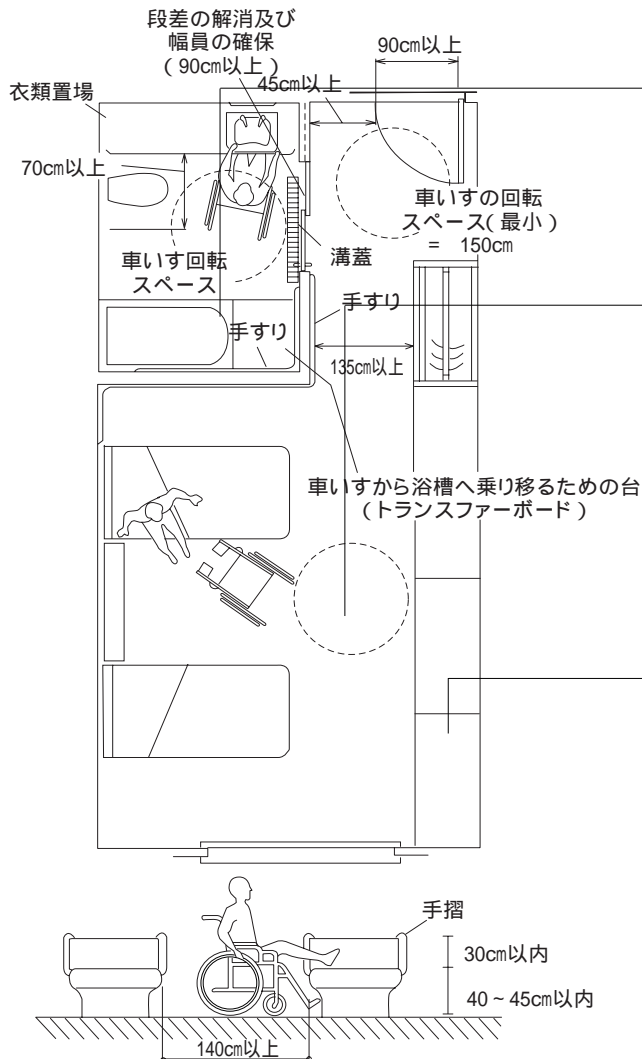 段差の解消及び
幅員の確保
(90cm以上)
90cm以上
45cm以上
衣類置場
70cm以上
車いすの回転
スペース(最小)
= 150cm
車いす回転
スペース
溝蓋
手すり
手すり
135cm以上
車いすから浴槽へ乗り移るための台
(トランスファーボード)
手摺
30cm以内
40~45cm以内
140cm以上